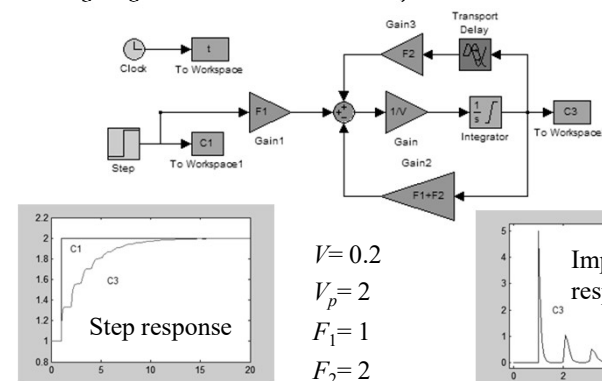 Transport
Delay
Gain3
F2
Clock
t
To Workspace
F1
Gain1
1/V
Gain
1
s
Integrator
C3
To Workspace
Step
C1
To Workspace1
Gain2
F1+F2
2.2
2
1.8
1.6
1.4
1.2
1
0.8
0
5
10
15
20
C1
C3
Step response
V= 0.2
Vp= 2
F1= 1
F2= 2
5
4
3
2
1
0
0
2
C3